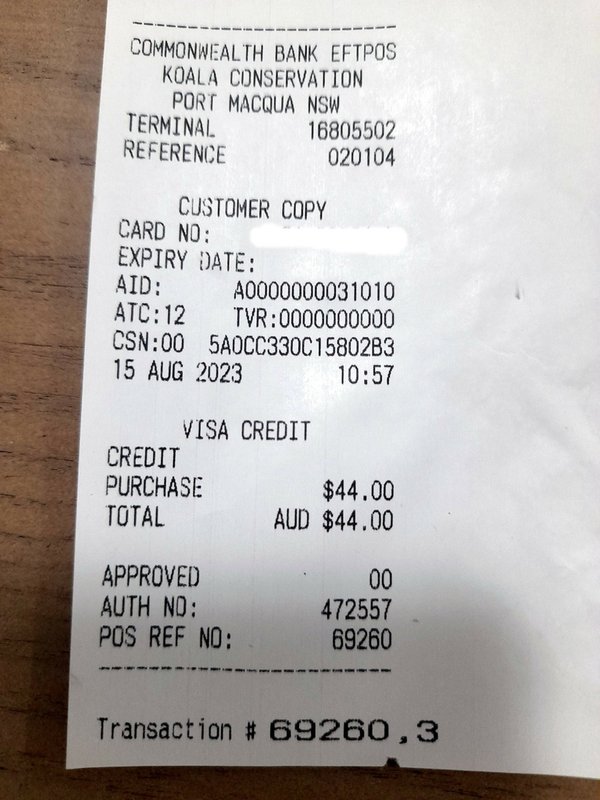 COMMONWEALTH BANK EFTPOS
KOALA CONSERVATION
PORT MACQUA NSW
TERMINAL 16805502
REFERENCE 020104
CUSTOMER COPY
CARD NO:
EXPIRY DATE:
AID: A0000000031010
ATC:12 TVR:0000000000
CSN:00 5A0CC330C15802B3
15 AUG 2023 10:57
VISA CREDIT
CREDIT
PURCHASE $44.00
TOTAL AUD $44.00
APPROVED 00
AUTH NO: 472557
POS REF NO: 69260
Transaction # 69260,3